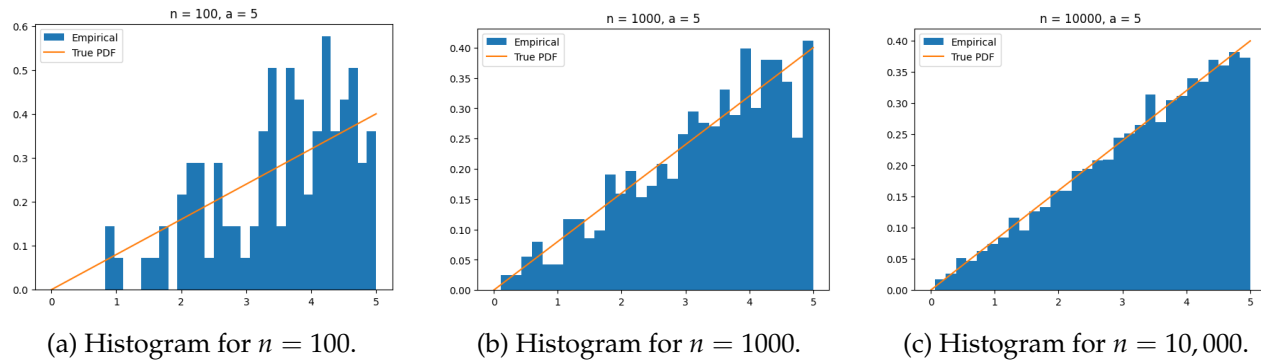 n = 100, a = 5
Empirical
True PDF
0.6
0.5
0.4
0.3
0.2
0.1
0.0
0 1 2 3 4 5
(a) Histogram for n = 100.
n = 1000, a = 5
Empirical
True PDF
0.40
0.35
0.30
0.25
0.20
0.15
0.10
0.05
0.00
0 1 2 3 4 5
(b) Histogram for n = 1000.
n = 10000, a = 5
Empirical
True PDF
0.40
0.35
0.30
0.25
0.20
0.15
0.10
0.05
0.00
0 1 2 3 4 5
(c) Histogram for n = 10,000.